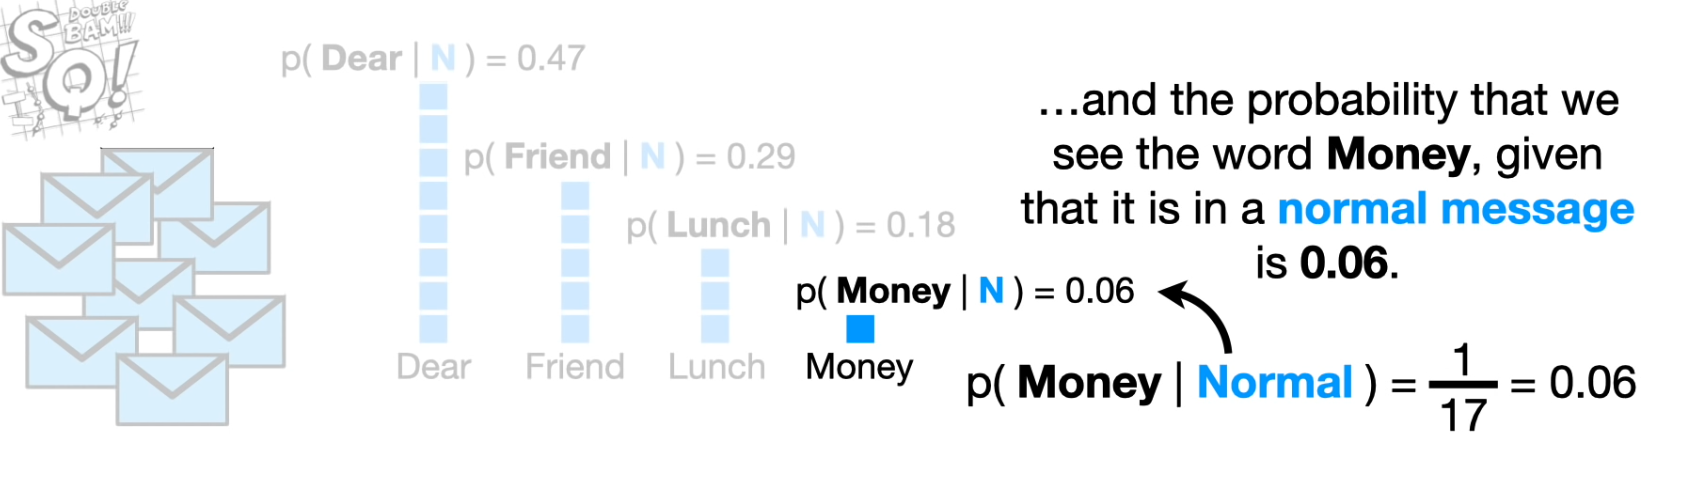 DOUBLE
BAM!!!
SQ!
p( Dear | N ) = 0.47
p( Friend | N ) = 0.29
p( Lunch | N ) = 0.18
p( Money | N ) = 0.06
Dear
Friend
Lunch
Money
…and the probability that we
see the word Money, given
that it is in a normal message
is 0.06.
p( Money | Normal ) = 1/17 = 0.06